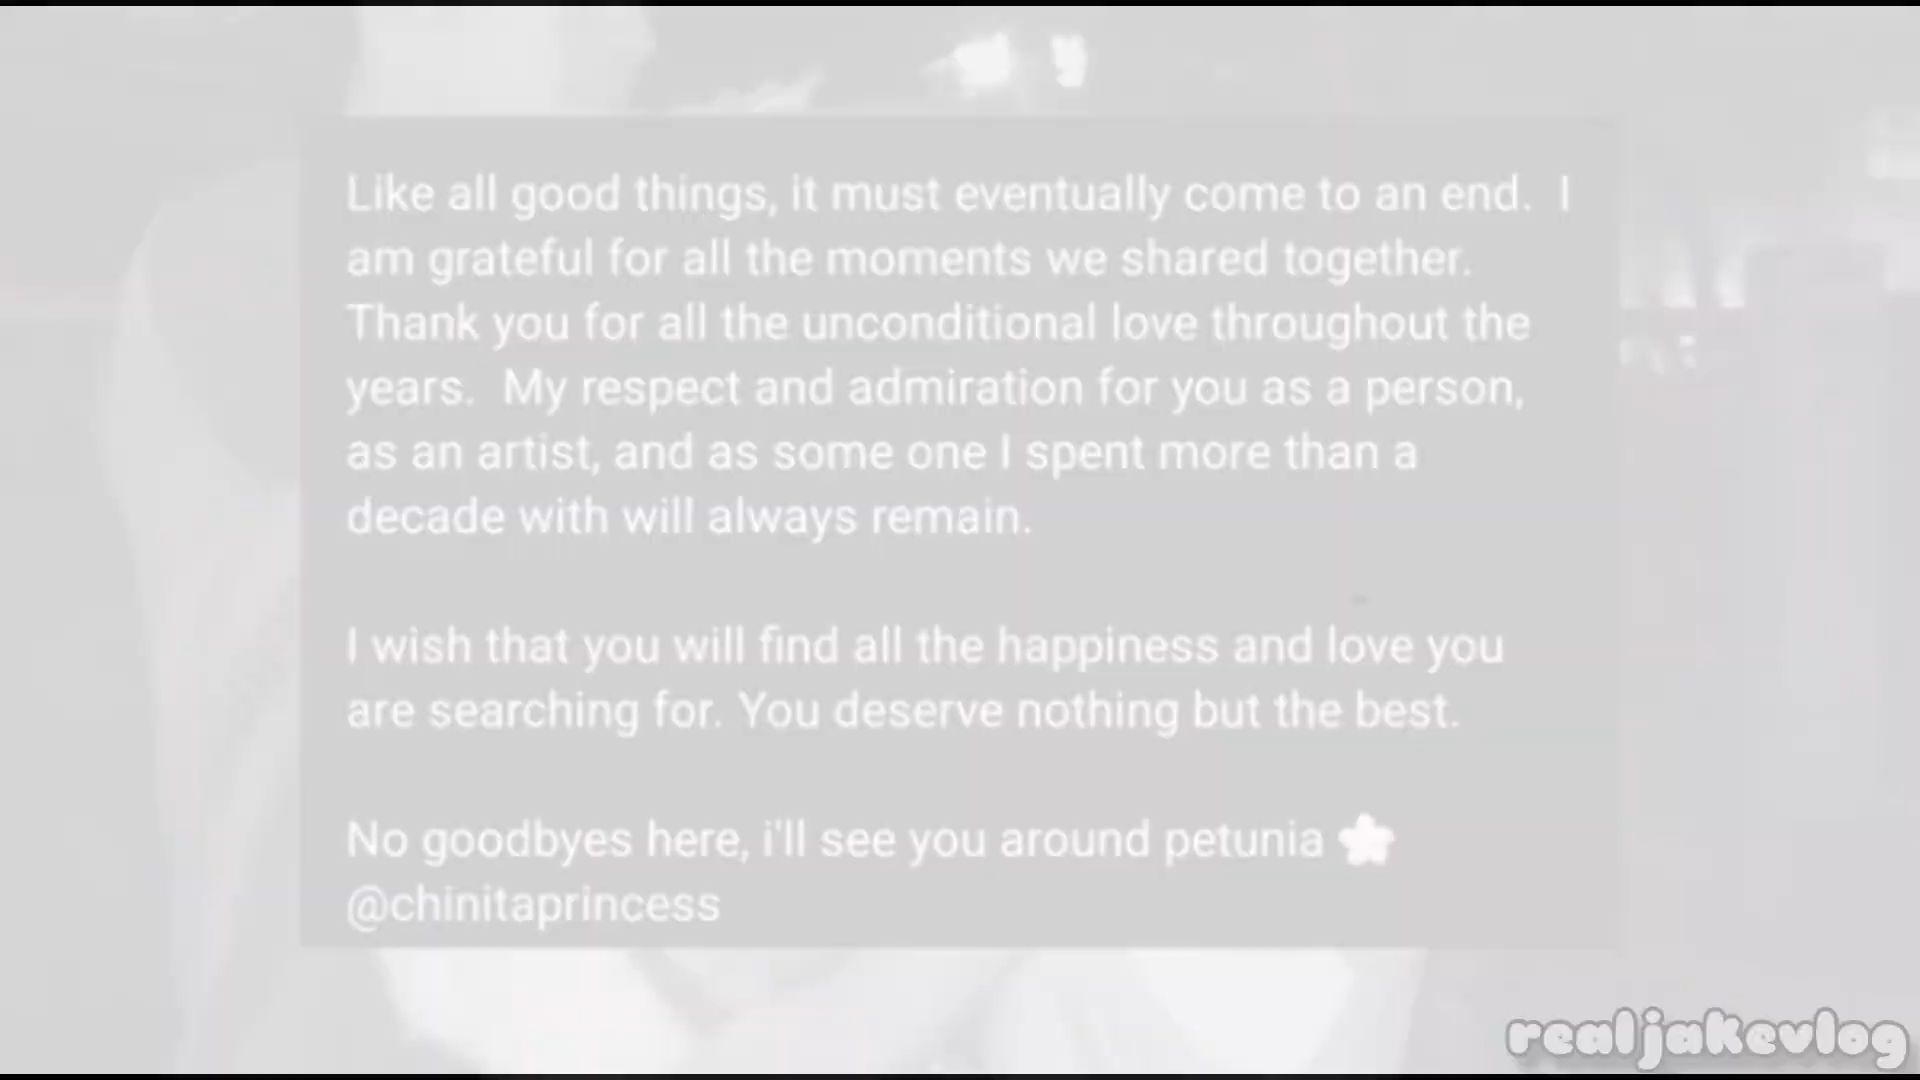 Like all good things, it must eventually come to an end.  I
am grateful for all the moments we shared together.
Thank you for all the unconditional love throughout the
years.  My respect and admiration for you as a person,
as an artist, and as some one I spent more than a
decade with will always remain.
I wish that you will find all the happiness and love you
are searching for. You deserve nothing but the best.
No goodbyes here, i'll see you around petunia 🌸
@chinitaprincess
realjakevlog